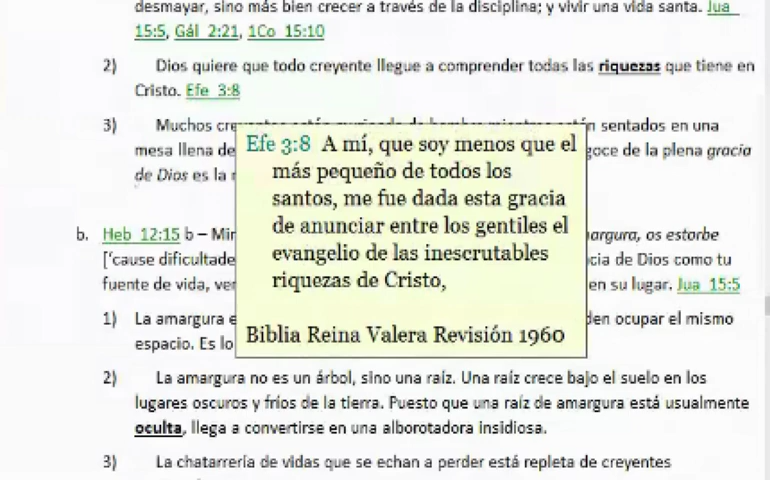 desmayar, sino más bien crecer a través de la disciplina; y vivir una vida santa. Jua
15:5, Gál 2:21, 1Co 15:10
2) Dios quiere que todo creyente llegue a comprender todas las riquezas que tiene en
Cristo. Efe 3:8
3) Muchos n sentados en una
mesa llena de goce de la plena gracia
de Dios es la
Efe 3:8 A mí, que soy menos que el
más pequeño de todos los
santos, me fue dada esta gracia
de anunciar entre los gentiles el
evangelio de las inescrutables
riquezas de Cristo,
Biblia Reina Valera Revisión 1960
b. Heb 12:15 b – Mir argura, os estorbe
['cause dificultade cia de Dios como tu
fuente de vida, ver en su lugar. Jua 15:5
1) La amargura e den ocupar el mismo
espacio. Es lo
2) La amargura no es un árbol, sino una raíz. Una raíz crece bajo el suelo en los
lugares oscuros y fríos de la tierra. Puesto que una raíz de amargura está usualmente
oculta, llega a convertirse en una alborotadora insidiosa.
3) La chatarrería de vidas que se echan a perder está repleta de creyentes